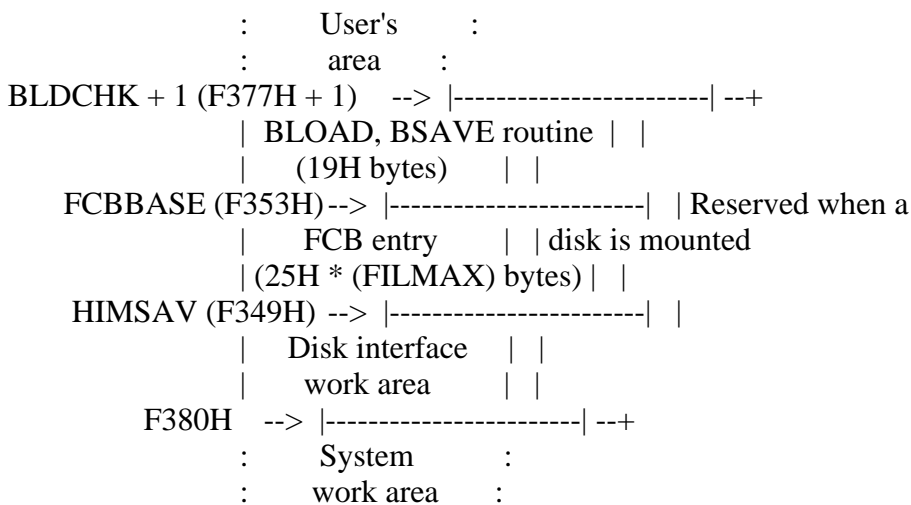 : User's :
: area :
BLDCHK + 1 (F377H + 1) --> |------------------------| --+
| BLOAD, BSAVE routine | |
| (19H bytes) | |
FCBBASE (F353H) --> |------------------------| | Reserved when a
| FCB entry | | disk is mounted
| (25H * (FILMAX) bytes) | |
HIMSAV (F349H) --> |------------------------| |
| Disk interface | |
| work area | |
F380H --> |------------------------| --+
: System :
: work area :